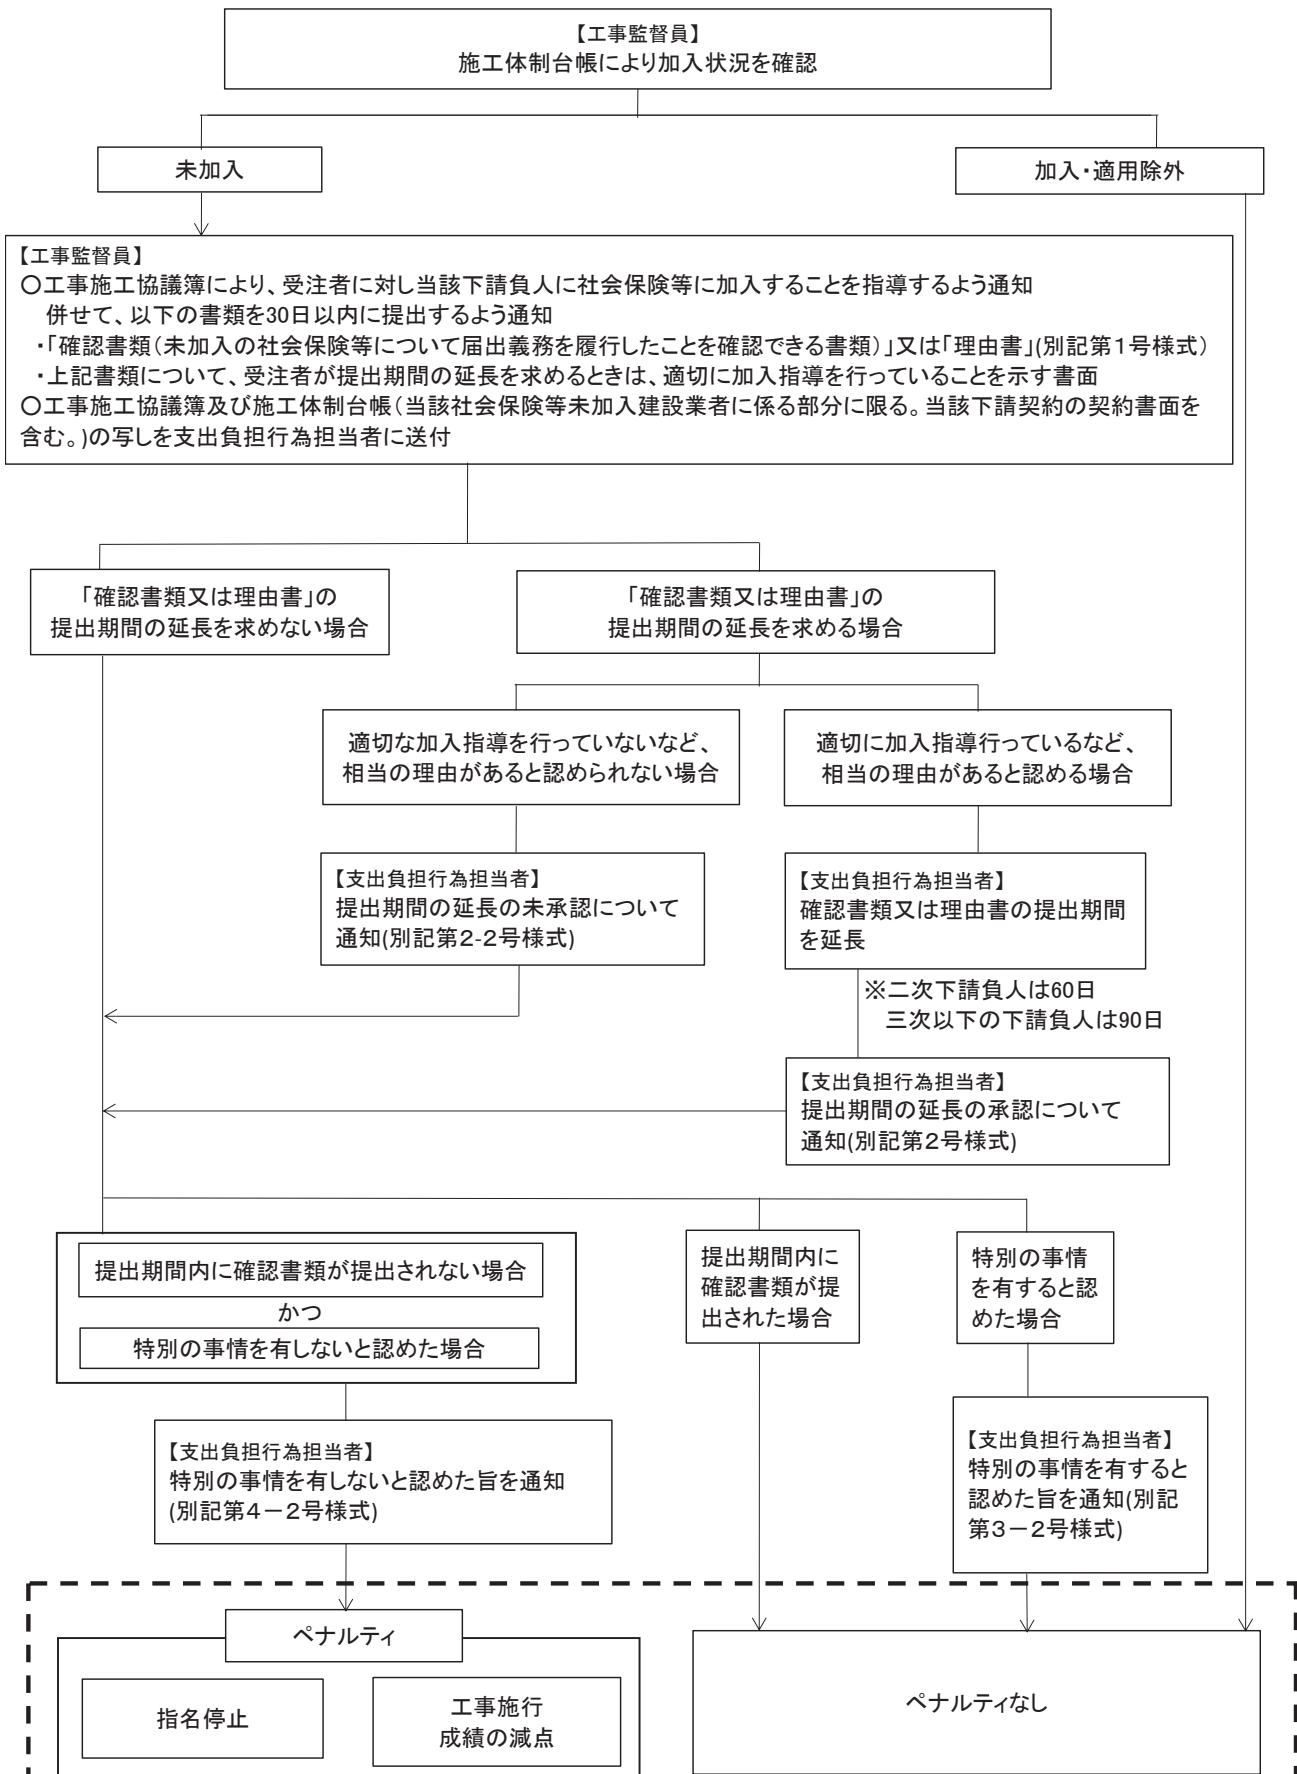 【工事監督員】
施工体制台帳により加入状況を確認
未加入
加入・適用除外
【工事監督員】
〇工事施工協議簿により、受注者に対し当該下請負人に社会保険等に加入することを指導するよう通知
併せて、以下の書類を30日以内に提出するよう通知
・「確認書類（未加入の社会保険等について届出義務を履行したことを確認できる書類）」又は「理由書」(別記第１号様式）
・上記書類について、受注者が提出期間の延長を求めるときは、適切に加入指導を行っていることを示す書面
〇工事施工協議簿及び施工体制台帳（当該社会保険等未加入建設業者に係る部分に限る。当該下請契約の契約書面を
含む。)の写しを支出負担行為担当者に送付
「確認書類又は理由書」の
提出期間の延長を求めない場合
「確認書類又は理由書」の
提出期間の延長を求める場合
適切な加入指導を行っていないなど、
相当の理由があると認められない場合
適切に加入指導行っているなど、
相当の理由があると認める場合
【支出負担行為担当者】
提出期間の延長の未承認について
通知(別記第２-２号様式)
【支出負担行為担当者】
確認書類又は理由書の提出期間
を延長
※二次下請負人は60日
三次以下の下請負人は90日
【支出負担行為担当者】
提出期間の延長の承認について
通知(別記第２号様式)
提出期間内に確認書類が提出されない場合
かつ
特別の事情を有しないと認めた場合
提出期間内に
確認書類が提
出された場合
特別の事情
を有すると認
めた場合
【支出負担行為担当者】
特別の事情を有しないと認めた旨を通知
(別記第４－２号様式)
【支出負担行為担当者】
特別の事情を有すると
認めた旨を通知(別記
第３－２号様式)
ペナルティ
指名停止
工事施行
成績の減点
ペナルティなし